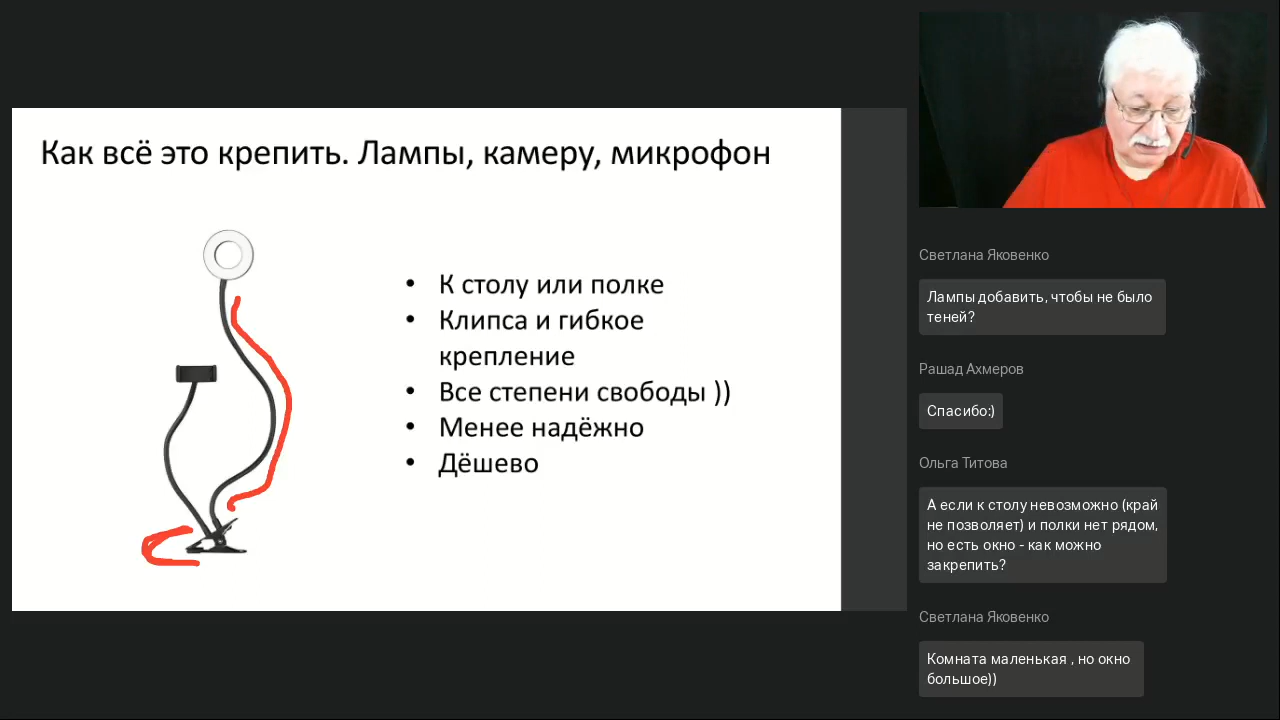 Как всё это крепить. Лампы, камеру, микрофон
• К столу или полке
• Клипса и гибкое
крепление
• Все степени свободы ))
• Менее надёжно
• Дёшево
Светлана Яковенко
Лампы добавить, чтобы не было
теней?
Рашад Ахмеров
Спасибо:)
Ольга Титова
А если к столу невозможно (край
не позволяет) и полки нет рядом,
но есть окно - как можно
закрепить?
Светлана Яковенко
Комната маленькая , но окно
большое))